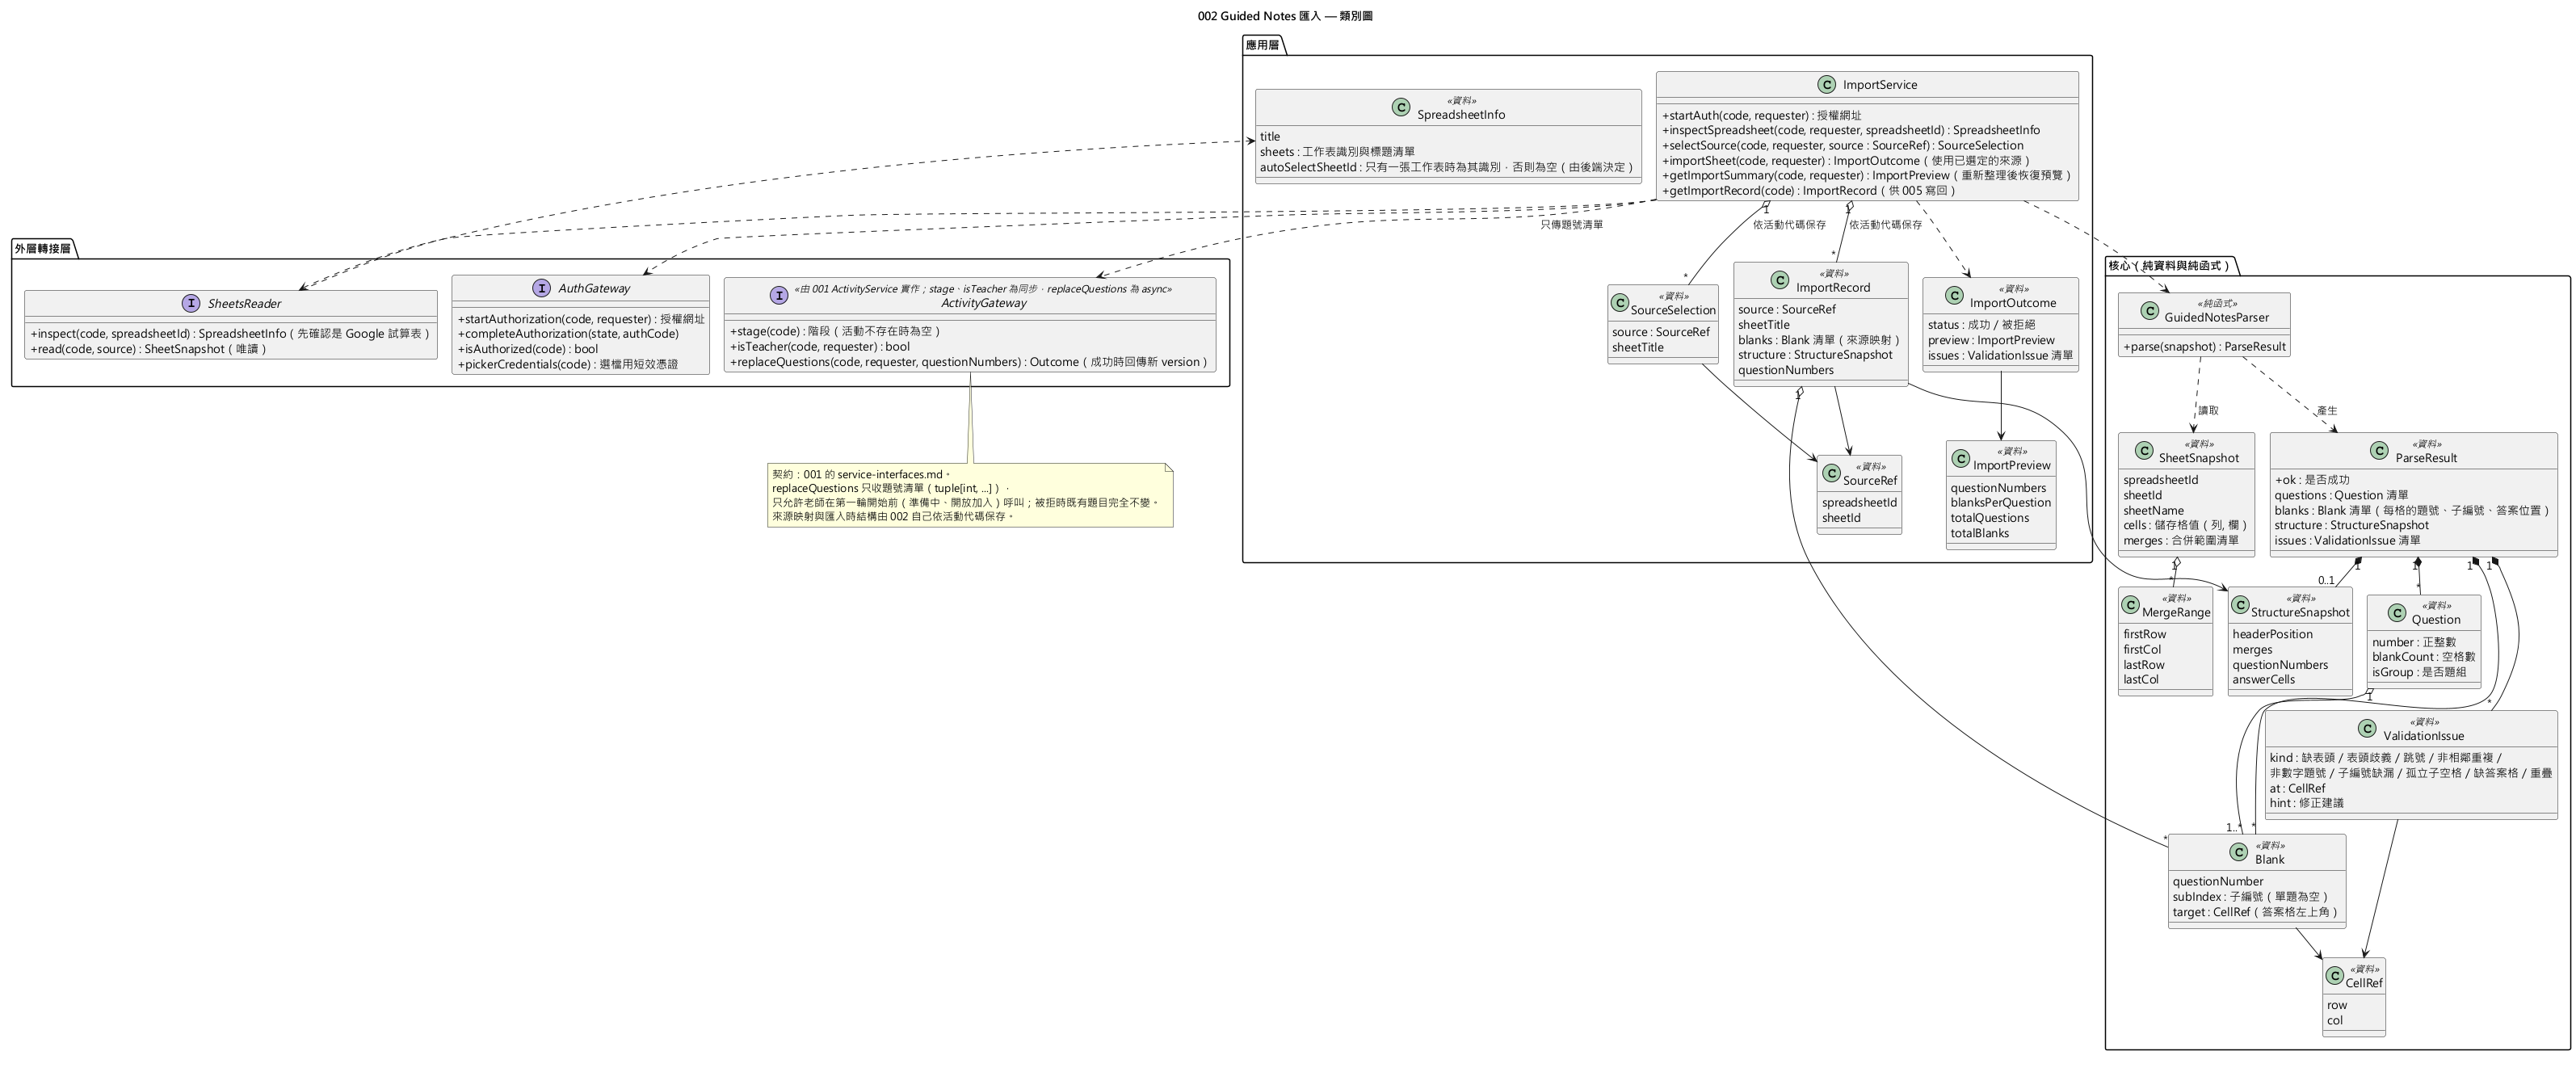 002 Guided Notes 匯入 — 類別圖
應用層
«資料»
SpreadsheetInfo
title
sheets : 工作表識別與標題清單
autoSelectSheetId : 只有一張工作表時為其識別，否則為空（由後端決定）
ImportService
+startAuth(code, requester) : 授權網址
+inspectSpreadsheet(code, requester, spreadsheetId) : SpreadsheetInfo
+selectSource(code, requester, source : SourceRef) : SourceSelection
+importSheet(code, requester) : ImportOutcome（使用已選定的來源）
+getImportSummary(code, requester) : ImportPreview（重新整理後恢復預覽）
+getImportRecord(code) : ImportRecord（供 005 寫回）
只傳題號清單
1
依活動代碼保存
1
依活動代碼保存
*
*
外層轉接層
SheetsReader
+inspect(code, spreadsheetId) : SpreadsheetInfo（先確認是 Google 試算表）
+read(code, source) : SheetSnapshot（唯讀）
AuthGateway
+startAuthorization(code, requester) : 授權網址
+completeAuthorization(state, authCode)
+isAuthorized(code) : bool
+pickerCredentials(code) : 選檔用短效憑證
«由 001 ActivityService 實作；stage、isTeacher 為同步，replaceQuestions 為 async»
ActivityGateway
+stage(code) : 階段（活動不存在時為空）
+isTeacher(code, requester) : bool
+replaceQuestions(code, requester, questionNumbers) : Outcome（成功時回傳新 version）
契約：001 的 service-interfaces.md。
replaceQuestions 只收題號清單（tuple[int, ...]），
只允許老師在第一輪開始前（準備中、開放加入）呼叫；被拒時既有題目完全不變。
來源映射與匯入時結構由 002 自己依活動代碼保存。
«資料»
SourceSelection
source : SourceRef
sheetTitle
«資料»
ImportRecord
source : SourceRef
sheetTitle
blanks : Blank 清單（來源映射）
structure : StructureSnapshot
questionNumbers
1
«資料»
ImportOutcome
status : 成功 / 被拒絕
preview : ImportPreview
issues : ValidationIssue 清單
«資料»
SourceRef
spreadsheetId
sheetId
«資料»
ImportPreview
questionNumbers
blanksPerQuestion
totalQuestions
totalBlanks
核心（純資料與純函式）
«純函式»
GuidedNotesParser
+parse(snapshot) : ParseResult
讀取
產生
«資料»
SheetSnapshot
spreadsheetId
sheetId
sheetName
cells : 儲存格值（列, 欄）
merges : 合併範圍清單
«資料»
ParseResult
+ok : 是否成功
questions : Question 清單
blanks : Blank 清單（每格的題號、子編號、答案位置）
structure : StructureSnapshot
issues : ValidationIssue 清單
1
*
1
0..1
1
*
1
1
«資料»
MergeRange
firstRow
firstCol
lastRow
lastCol
«資料»
StructureSnapshot
headerPosition
merges
questionNumbers
answerCells
«資料»
Question
number : 正整數
blankCount : 空格數
isGroup : 是否題組
1
*
«資料»
ValidationIssue
kind : 缺表頭 / 表頭歧義 / 跳號 / 非相鄰重複 /
非數字題號 / 子編號缺漏 / 孤立子空格 / 缺答案格 / 重疊
at : CellRef
hint : 修正建議
*
1..*
*
«資料»
Blank
questionNumber
subIndex : 子編號（單題為空）
target : CellRef（答案格左上角）
«資料»
CellRef
row
col